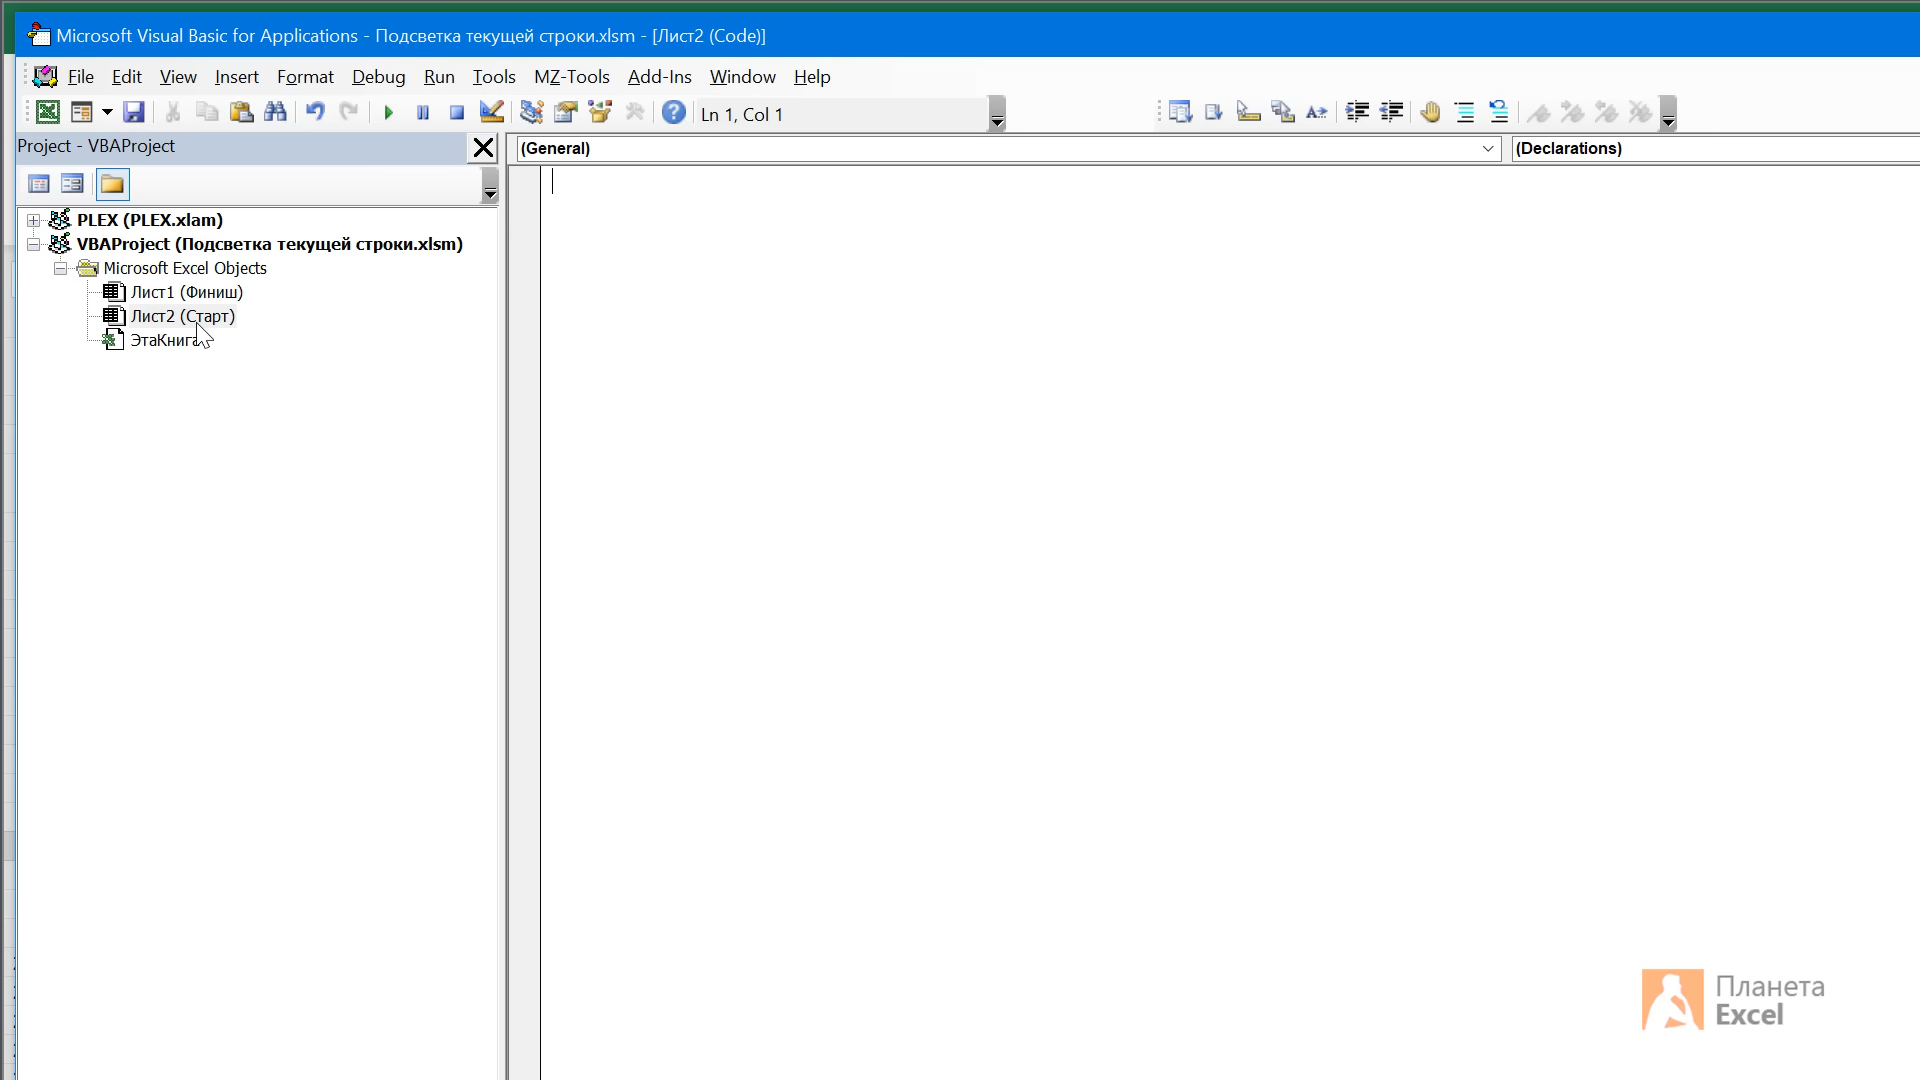 Microsoft Visual Basic for Applications - Подсветка текущей строки.xlsm - [Лист2 (Code)]
File Edit View Insert Format Debug Run Tools MZ-Tools Add-Ins Window Help
Ln 1, Col 1
Project - VBAProject
(General)
(Declarations)
PLEX (PLEX.xlam)
VBAProject (Подсветка текущей строки.xlsm)
Microsoft Excel Objects
Лист1 (Финиш)
Лист2 (Старт)
ЭтаКнига
Планета
Excel